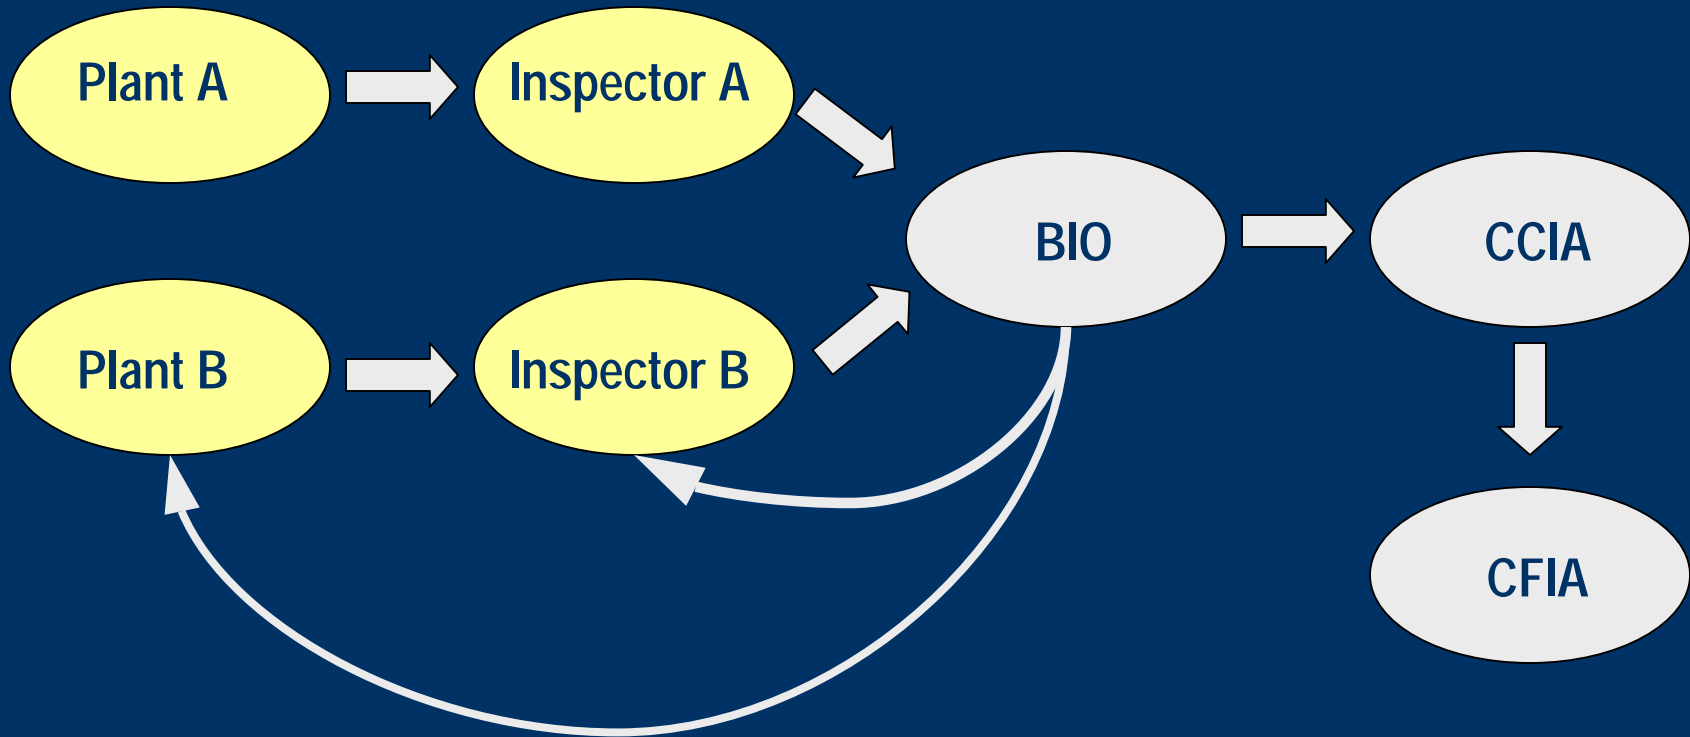 Plant A
Inspector A
BIO
CCIA
Plant B
Inspector B
CFIA